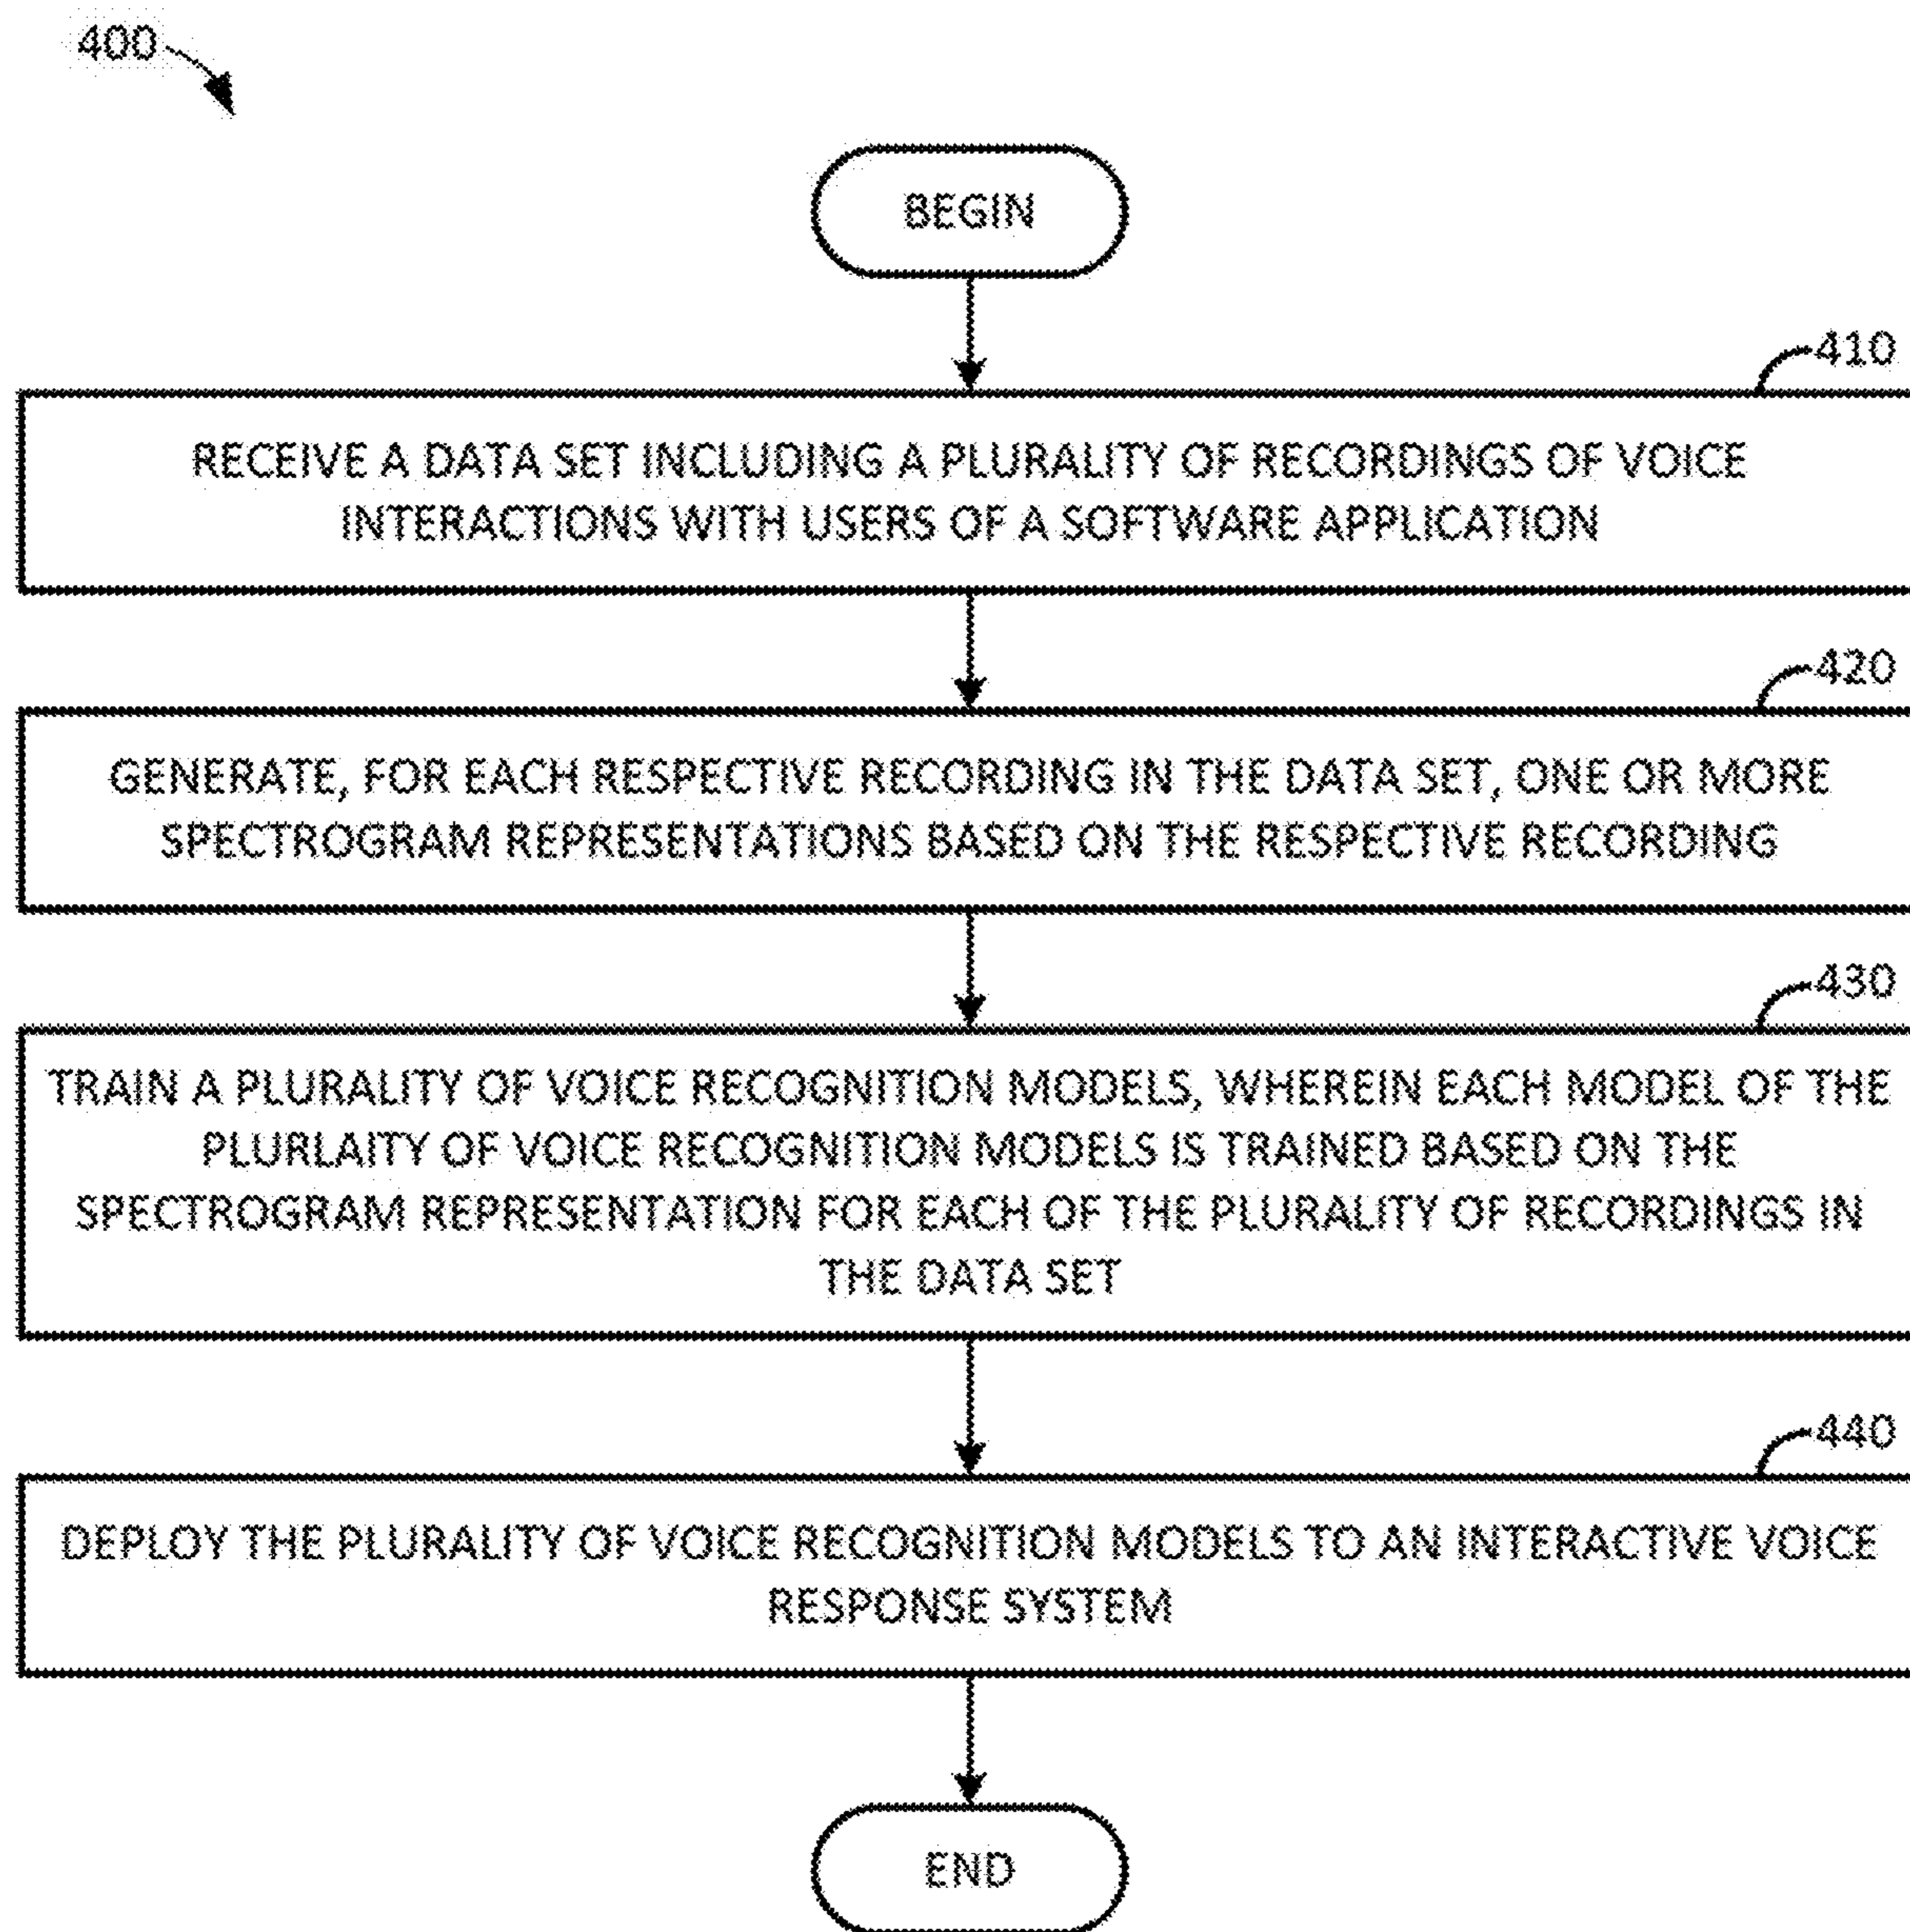 400
BEGIN
410
RECEIVE A DATA SET INCLUDING A PLURALITY OF RECORDINGS OF VOICE
INTERACTIONS WITH USERS OF A SOFTWARE APPLICATION
420
GENERATE, FOR EACH RESPECTIVE RECORDING IN THE DATA SET, ONE OR MORE
SPECTROGRAM REPRESENTATIONS BASED ON THE RESPECTIVE RECORDING
430
TRAIN A PLURALITY OF VOICE RECOGNITION MODELS, WHEREIN EACH MODEL OF THE
PLURLAITY OF VOICE RECOGNITION MODELS IS TRAINED BASED ON THE
SPECTROGRAM REPRESENTATION FOR EACH OF THE PLURALITY OF RECORDINGS IN
THE DATA SET
440
DEPLOY THE PLURALITY OF VOICE RECOGNITION MODELS TO AN INTERACTIVE VOICE
RESPONSE SYSTEM
END